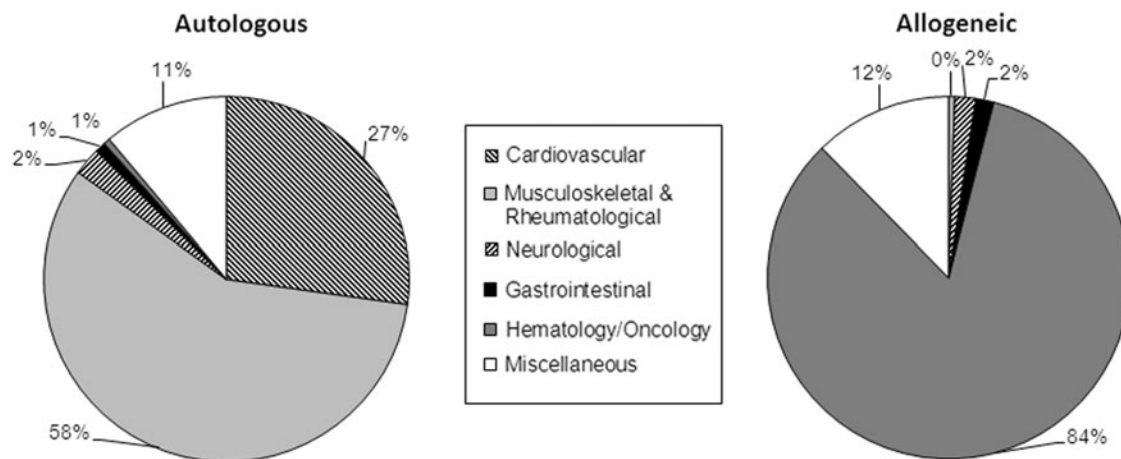 Autologous
11%
1%
1%
2%
27%
58%
Cardiovascular
Musculoskeletal &
Rheumatological
Neurological
Gastrointestinal
Hematology/Oncology
Miscellaneous
Allogeneic
0%
2%
2%
12%
84%